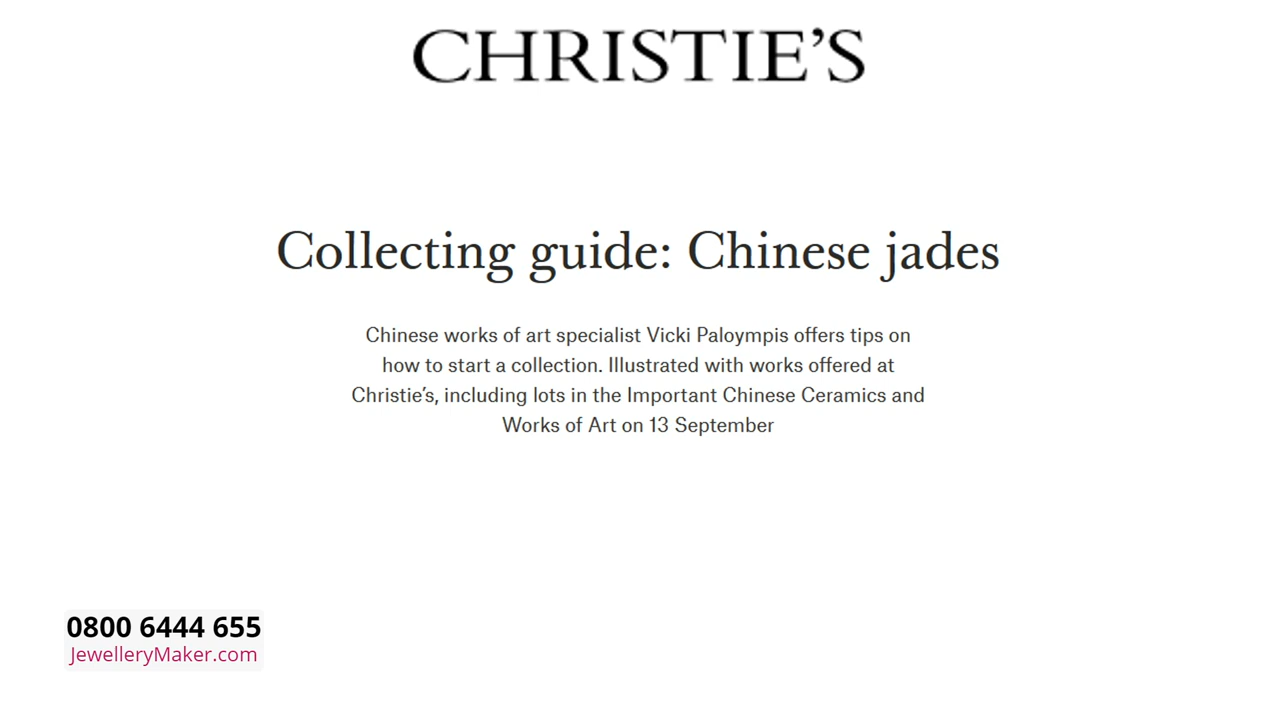 CHRISTIE’S
Collecting guide: Chinese jades
Chinese works of art specialist Vicki Paloympis offers tips on
how to start a collection. Illustrated with works offered at
Christie’s, including lots in the Important Chinese Ceramics and
Works of Art on 13 September
0800 6444 655
JewelleryMaker.com